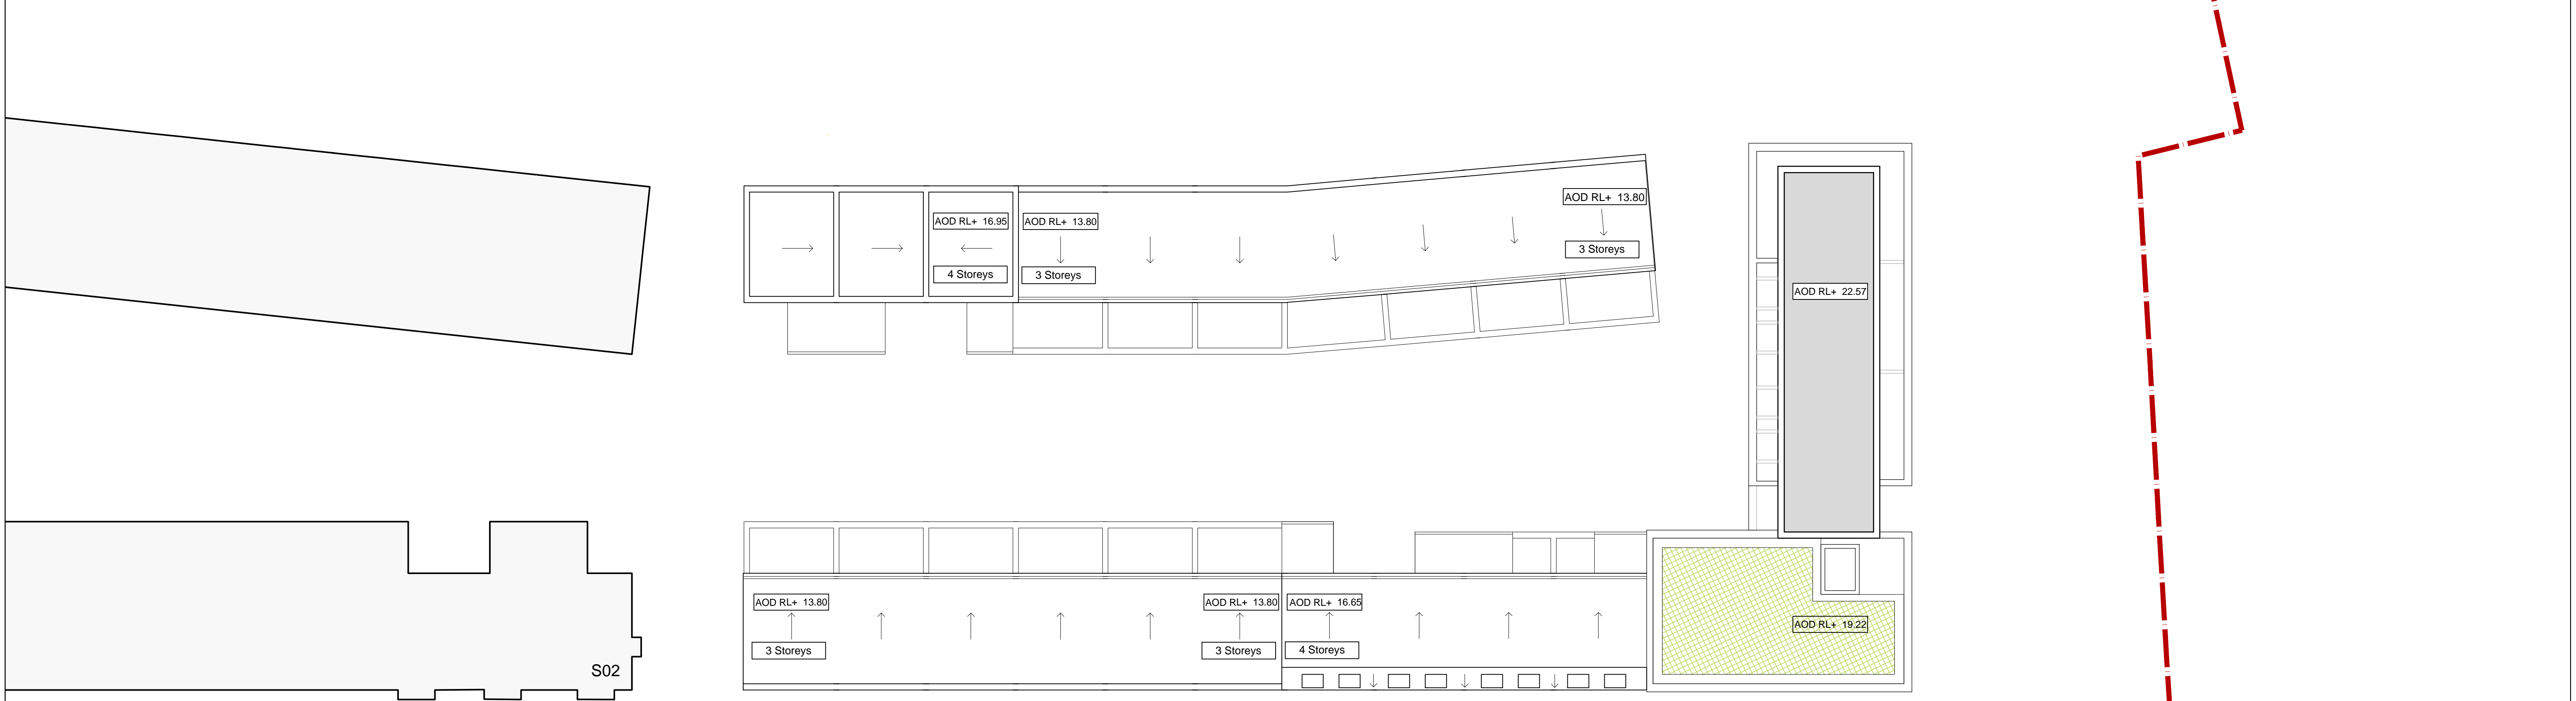 AOD RL+ 16.95
AOD RL+ 13.80
AOD RL+ 13.80
4 Storeys
3 Storeys
3 Storeys
AOD RL+ 22.57
AOD RL+ 13.80
AOD RL+ 13.80
AOD RL+ 16.65
AOD RL+ 19.22
3 Storeys
3 Storeys
4 Storeys
S02